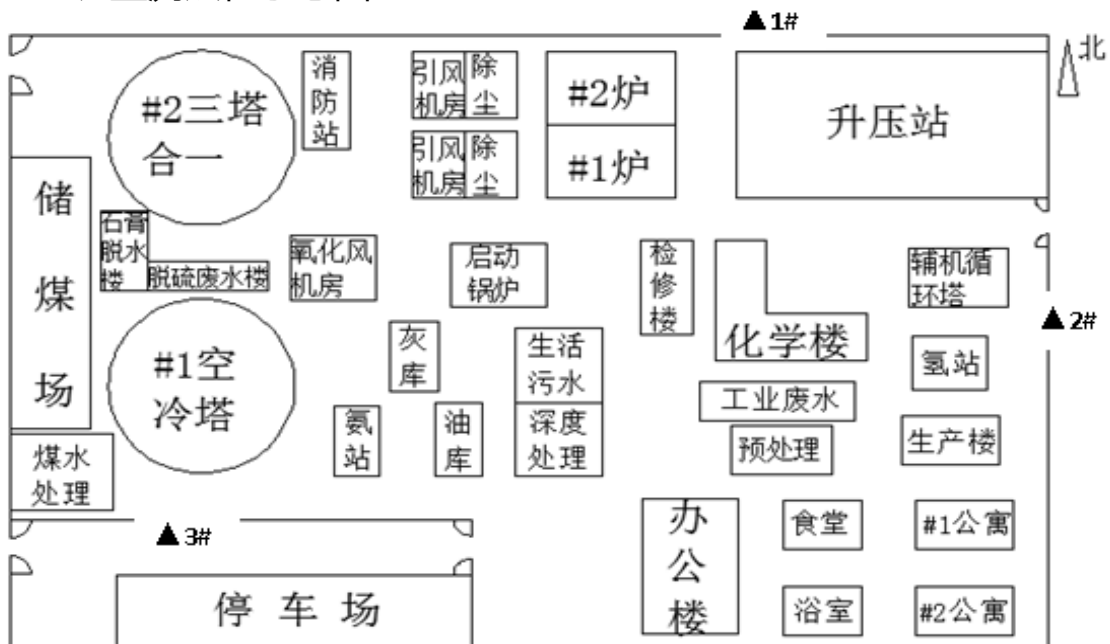 ▲1#
北
#2三塔
合一
消
防
站
引风
机房
除
尘
引风
机房
除
尘
#2炉
#1炉
升压站
储
煤
场
石膏
脱水
楼
脱硫废水楼
氧化风
机房
启动
锅炉
检
修
楼
化学楼
辅机循
环塔
▲2#
#1空
冷塔
灰
库
生活
污水
深度
处理
氢站
工业废水
氨
站
油
库
预处理
生产楼
煤水
处理
▲3#
办
公
楼
食堂
#1公寓
停车场
浴室
#2公寓